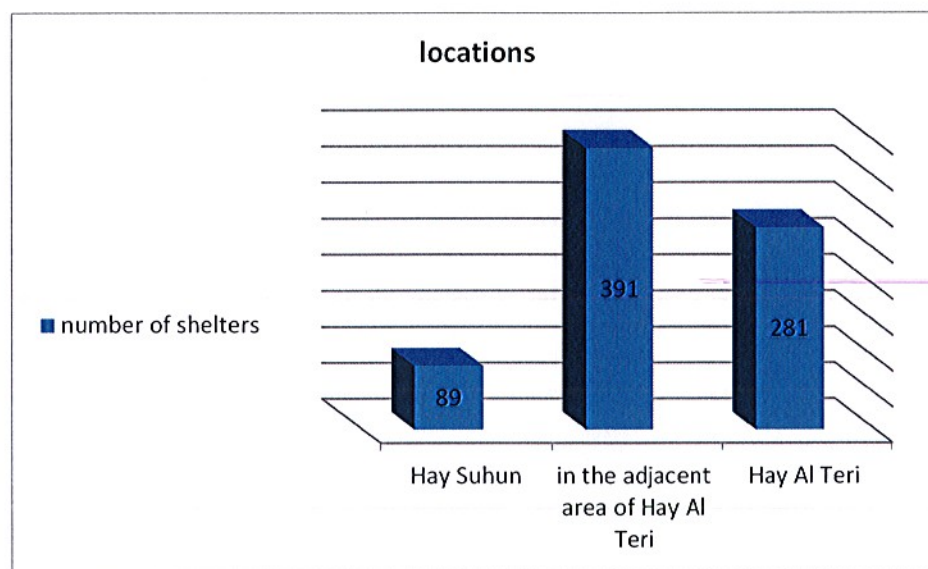 locations
number of shelters
89
391
281
Hay Suhun
in the adjacent
area of Hay Al
Teri
Hay Al Teri